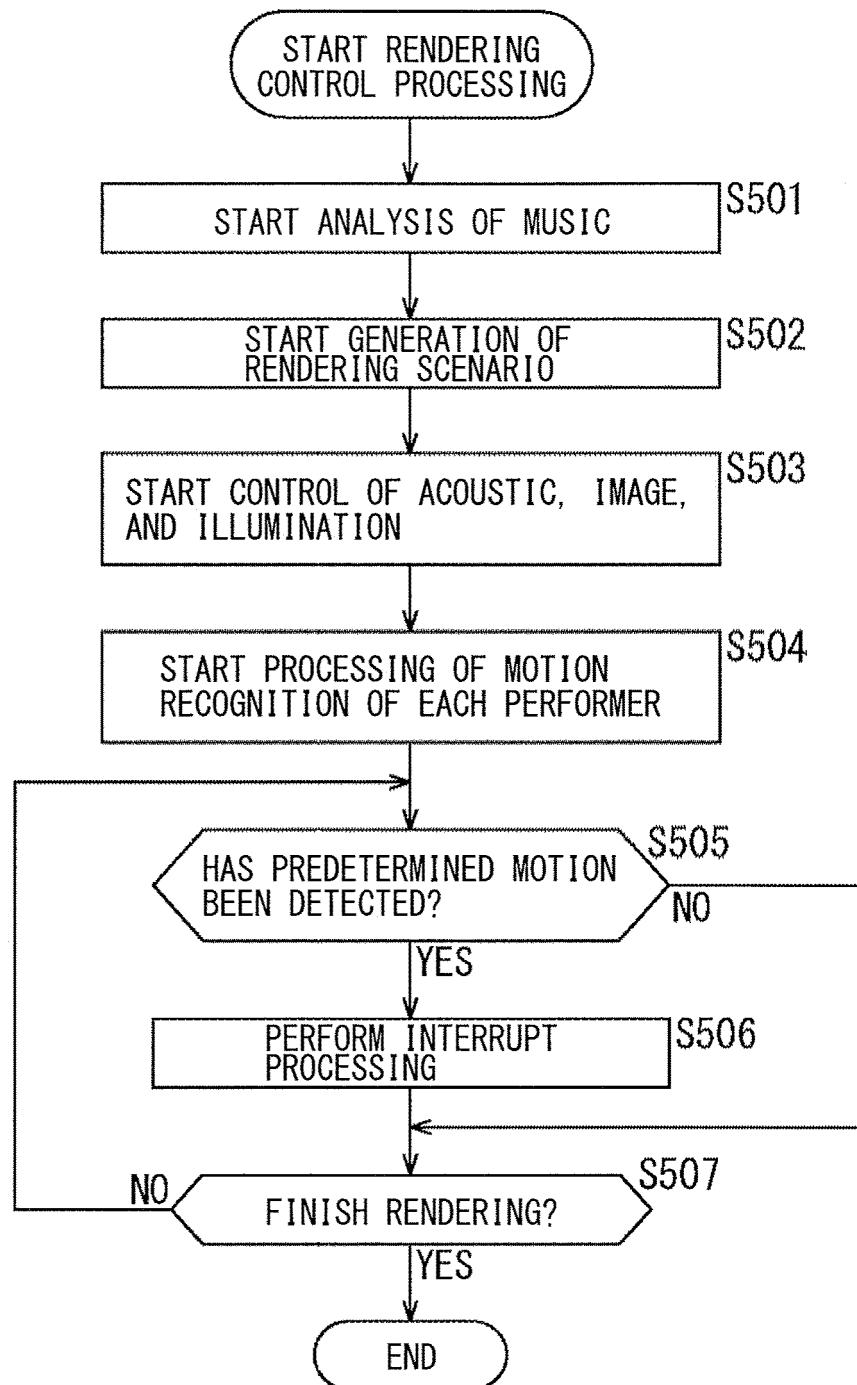 START RENDERING
CONTROL PROCESSING
START ANALYSIS OF MUSIC
S501
START GENERATION OF
RENDERING SCENARIO
S502
START CONTROL OF ACOUSTIC, IMAGE,
AND ILLUMINATION
S503
START PROCESSING OF MOTION
RECOGNITION OF EACH PERFORMER
S504
HAS PREDETERMINED MOTION
BEEN DETECTED?
S505
NO
YES
PERFORM INTERRUPT
PROCESSING
S506
NO
FINISH RENDERING?
S507
YES
END